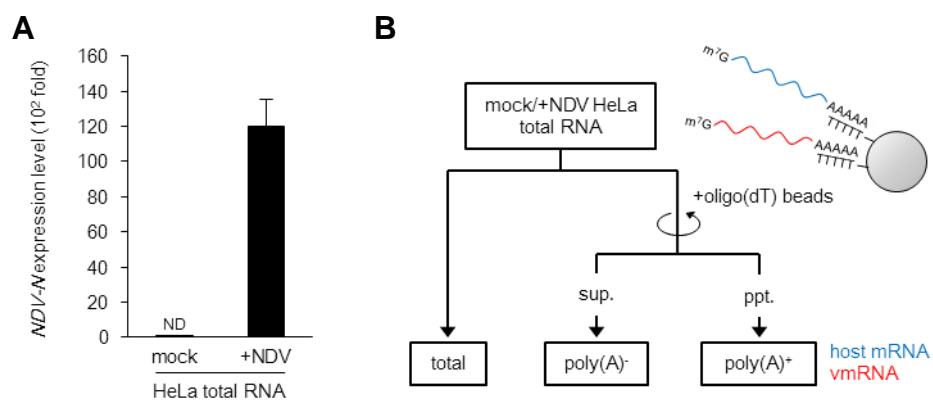 A
NDV-N expression level (10² fold)
160
140
120
100
80
60
40
20
0
ND
mock
+NDV
HeLa total RNA
B
mock/+NDV HeLa
total RNA
m⁷G
AAAAA
TTTTT
m⁷G
AAAAA
TTTTT
+oligo(dT) beads
sup.
ppt.
total
poly(A)⁻
poly(A)⁺
host mRNA
vmRNA